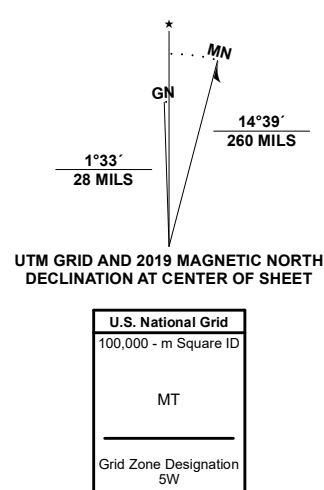 ★
MN
GN
1°33´
28 MILS
14°39´
260 MILS
UTM GRID AND 2019 MAGNETIC NORTH
DECLINATION AT CENTER OF SHEET
U.S. National Grid
100,000 - m Square ID
MT
Grid Zone Designation
5W